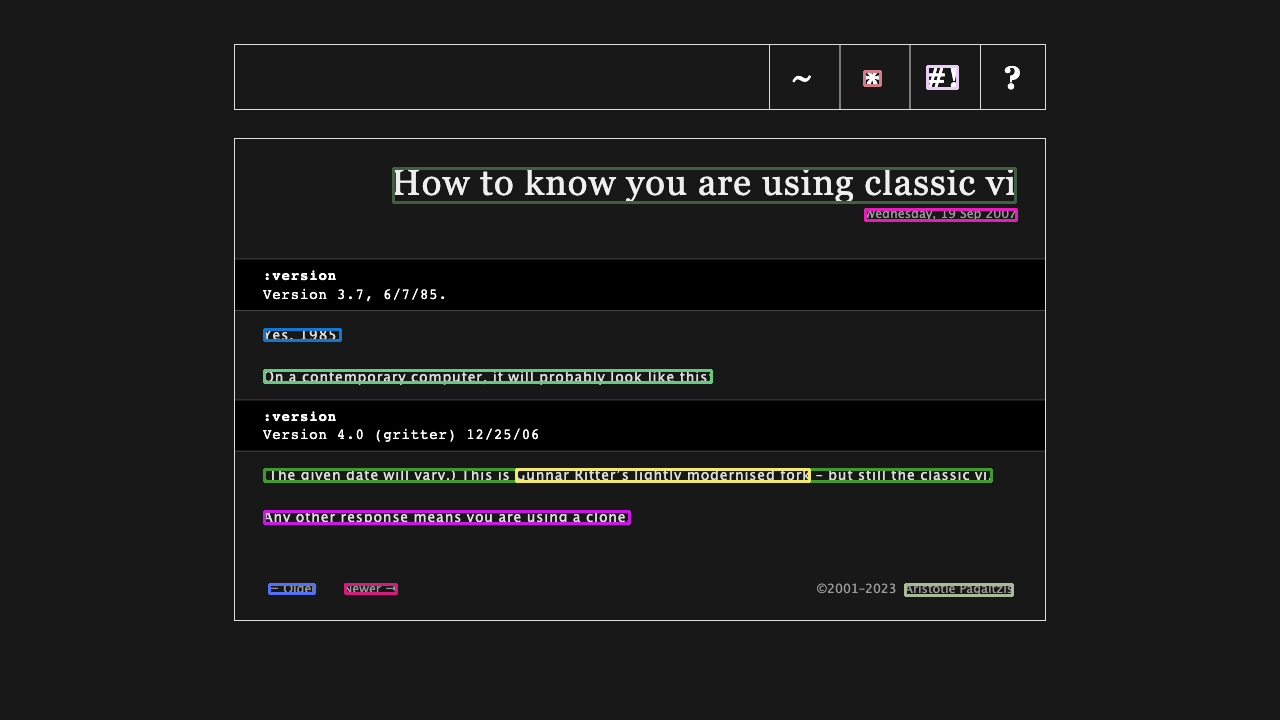 ~ * #! ?
How to know you are using classic vi
Wednesday, 19 Sep 2007
:version
Version 3.7, 6/7/85.
Yes. 1985.
On a contemporary computer, it will probably look like this:
:version
Version 4.0 (gritter) 12/25/06
(The given date will vary.) This is Gunnar Ritter’s lightly modernised fork – but still the classic vi.
Any other response means you are using a clone.
← Older Newer → ©2001–2023 Aristotle Pagaltzis